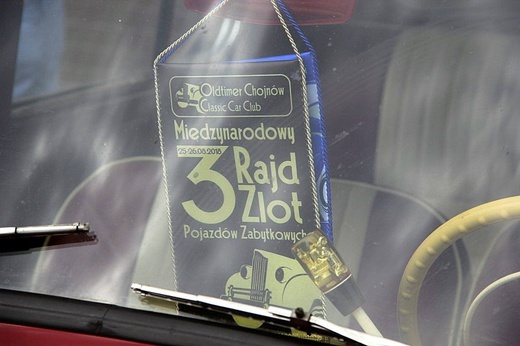 Oldtimer Chojnów
Classic Car Club
Międzynarodowy
25-26.08.2018
3 Rajd
Zlot
Pojazdów Zabytkowych